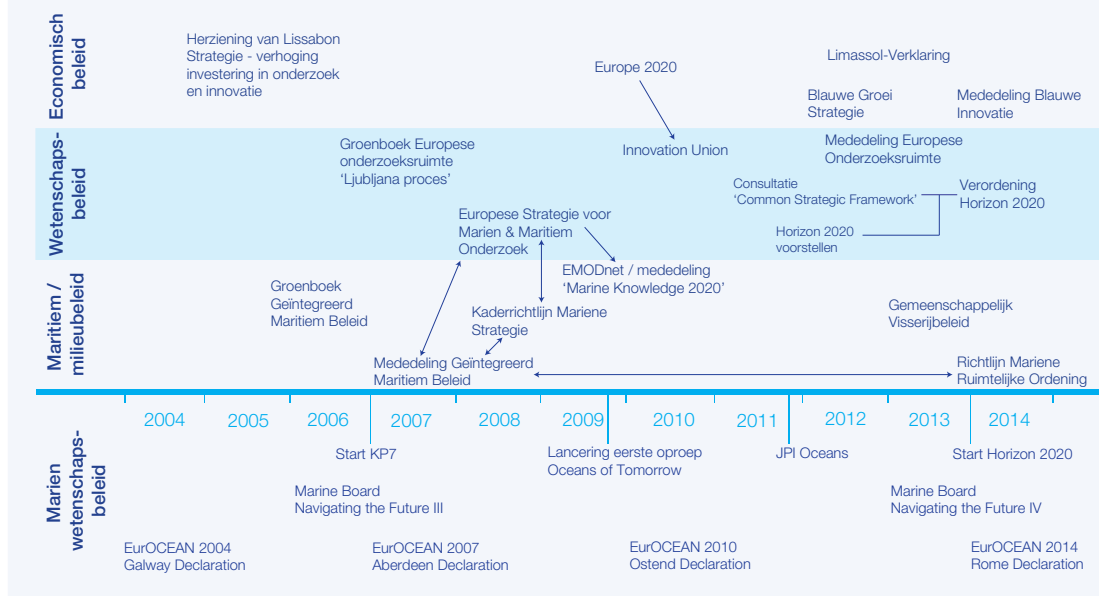 Economisch
beleid
Herziening van Lissabon
Strategie - verhoging
investering in onderzoek
en innovatie
Europe 2020
Limassol-Verklaring
Blauwe Groei
Strategie
Mededeling Blauwe
Innovatie
Wetenschaps-
beleid
Groenboek Europese
onderzoeksruimte
‘Ljubljana proces’
Innovation Union
Mededeling Europese
Onderzoeksruimte
Consultatie
‘Common Strategic Framework’
Verordening
Horizon 2020
Europese Strategie voor
Marien & Maritiem
Onderzoek
Horizon 2020
voorstellen
Maritiem /
milieubeleid
EMODnet / mededeling
‘Marine Knowledge 2020’
Groenboek
Geïntegreerd
Maritiem Beleid
Kaderrichtlijn Mariene
Strategie
Gemeenschappelijk
Visserijbeleid
Mededeling Geïntegreerd
Maritiem Beleid
Richtlijn Mariene
Ruimtelijke Ordening
2004 2005 2006 2007 2008 2009 2010 2011 2012 2013 2014
Marien
wetenschaps-
beleid
Start KP7
Lancering eerste oproep
Oceans of Tomorrow
JPI Oceans
Start Horizon 2020
Marine Board
Navigating the Future III
Marine Board
Navigating the Future IV
EurOCEAN 2004
Galway Declaration
EurOCEAN 2007
Aberdeen Declaration
EurOCEAN 2010
Ostend Declaration
EurOCEAN 2014
Rome Declaration